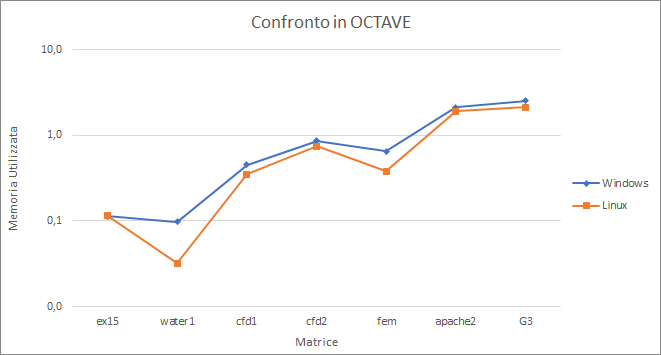 Confronto in OCTAVE
10,0
1,0
0,1
0,0
Memoria Utilizzata
ex15 water1 cfd1 cfd2 fem apache2 G3
Matrice
Windows
Linux